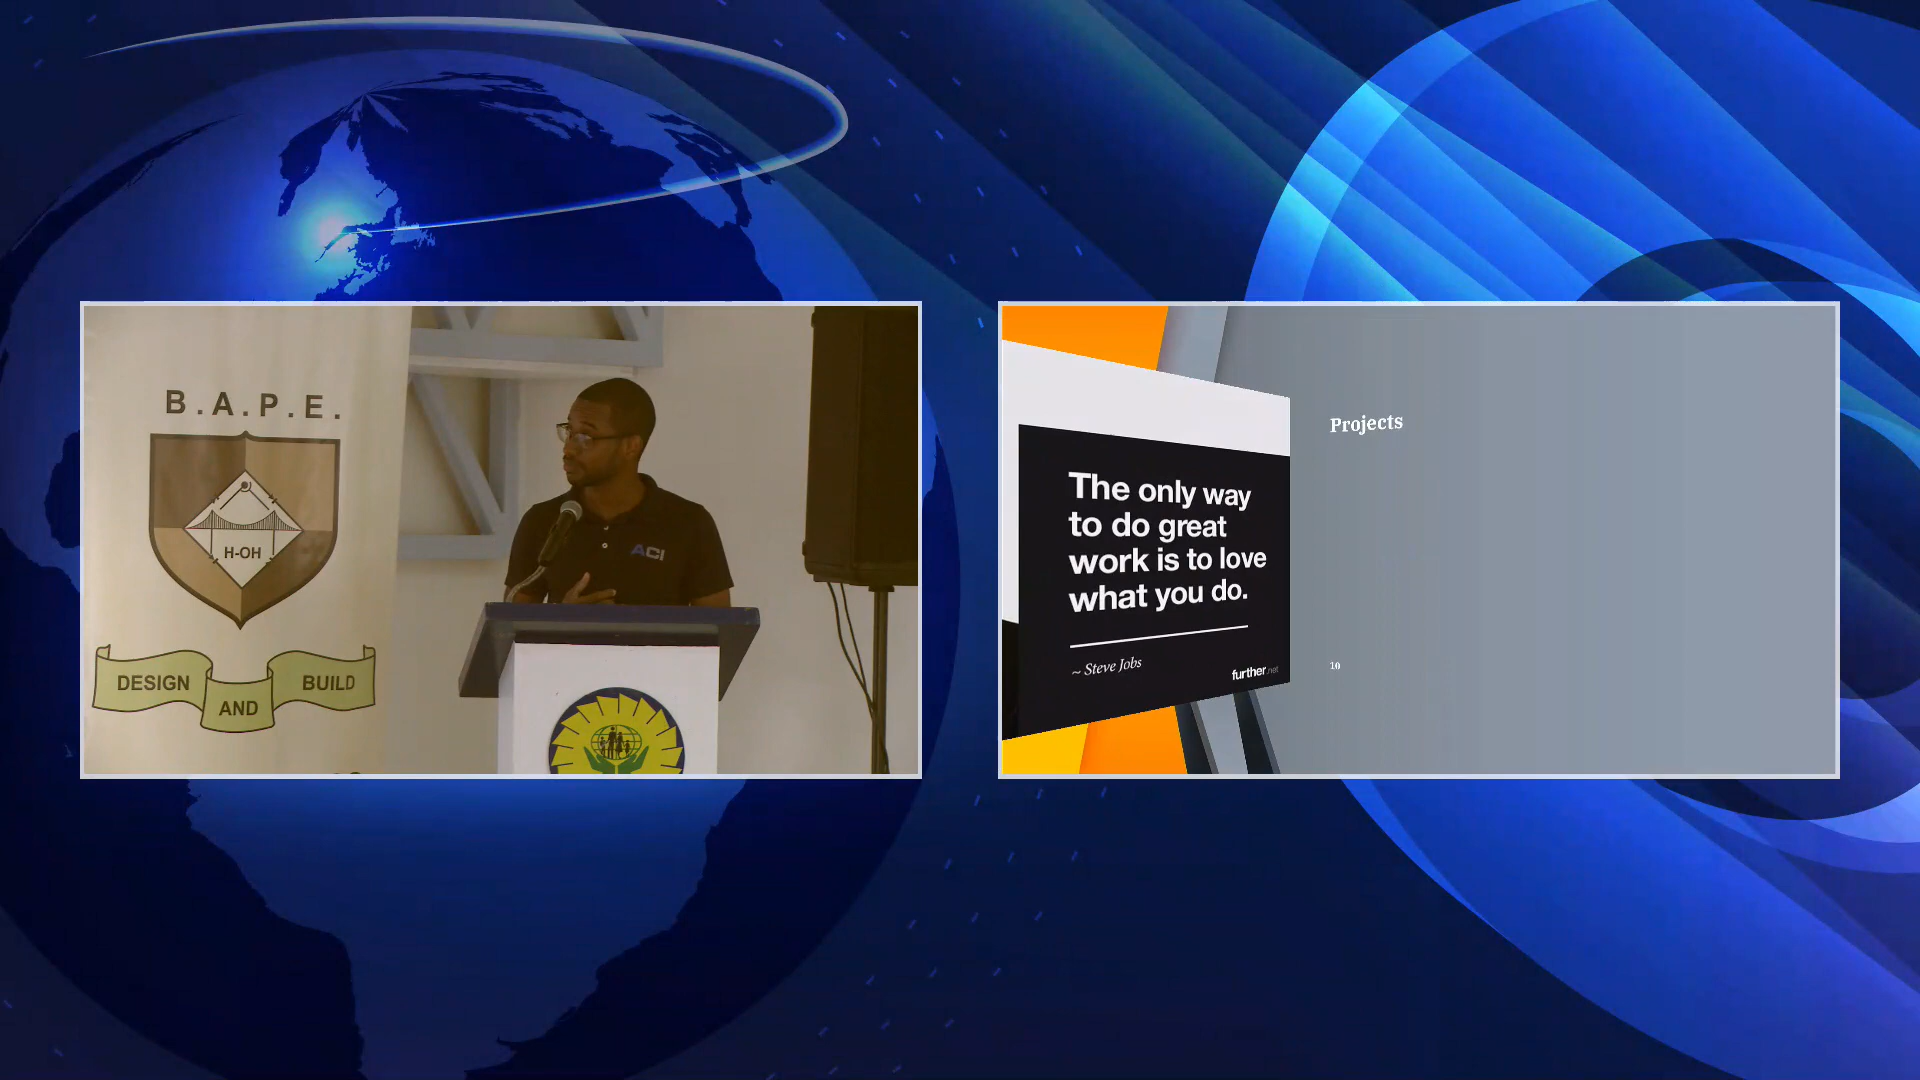 B.A.P.E.
H-OH
DESIGN
AND
BUILD
ACI
Projects
The only way
to do great
work is to love
what you do.
~ Steve Jobs
further.net
10